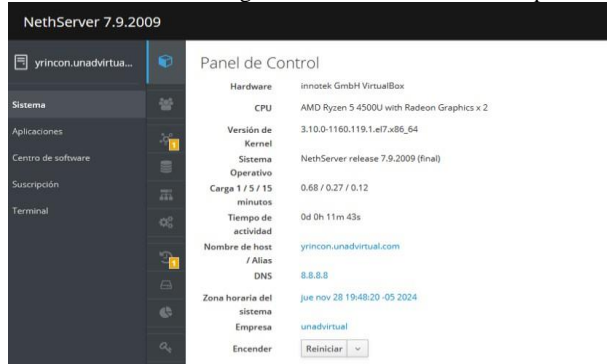 NethServer 7.9.2009
yrincon.unadvirtua...
Sistema
Aplicaciones
Centro de software
Suscripción
Terminal
1
1
Panel de Control
Hardware innotek GmbH VirtualBox
CPU AMD Ryzen 5 4500U with Radeon Graphics x 2
Versión de 3.10.0-1160.119.1.el7.x86_64
Kernel
Sistema NethServer release 7.9.2009 (final)
Operativo
Carga 1 / 5 / 15 0.68 / 0.27 / 0.12
minutos
Tiempo de 0d 0h 11m 43s
actividad
Nombre de host yrincon.unadvirtual.com
/ Alias
DNS 8.8.8.8
Zona horaria del jue nov 28 19:48:20 -05 2024
sistema
Empresa unadvirtual
Encender Reiniciar